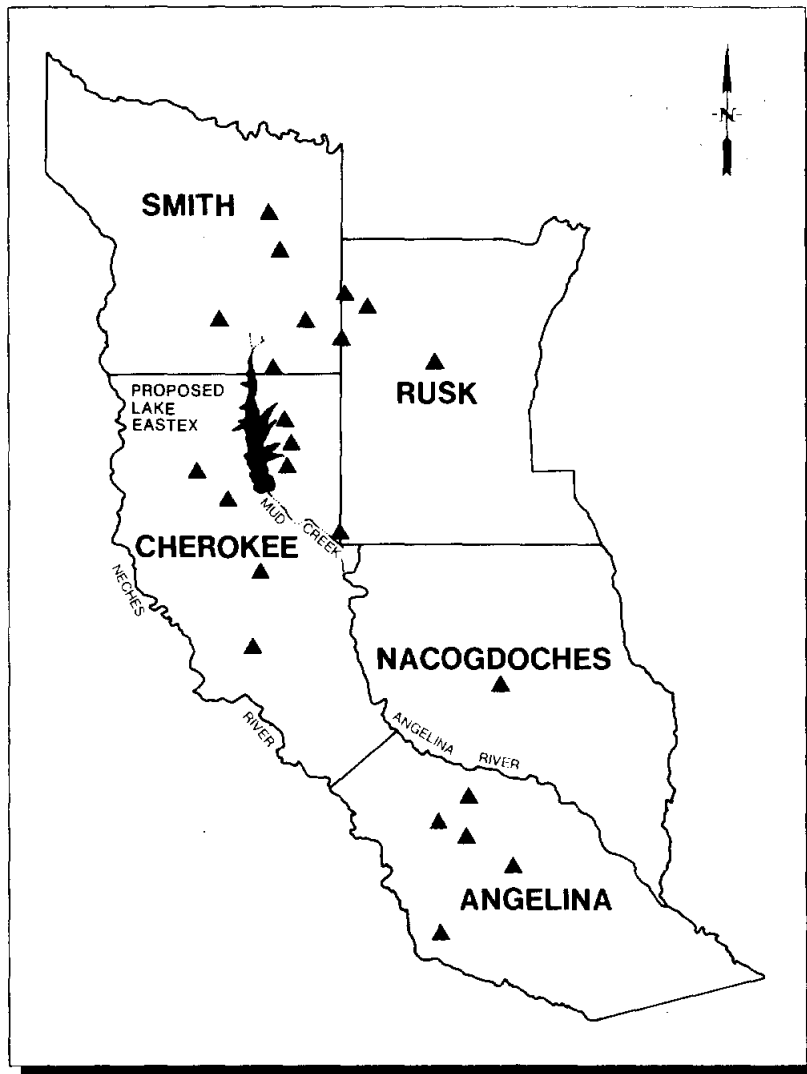 N
SMITH
PROPOSED
LAKE
EASTEX
RUSK
MUD CREEK
CHEROKEE
NECHES
NACOGDOCHES
RIVER
ANGELINA RIVER
ANGELINA